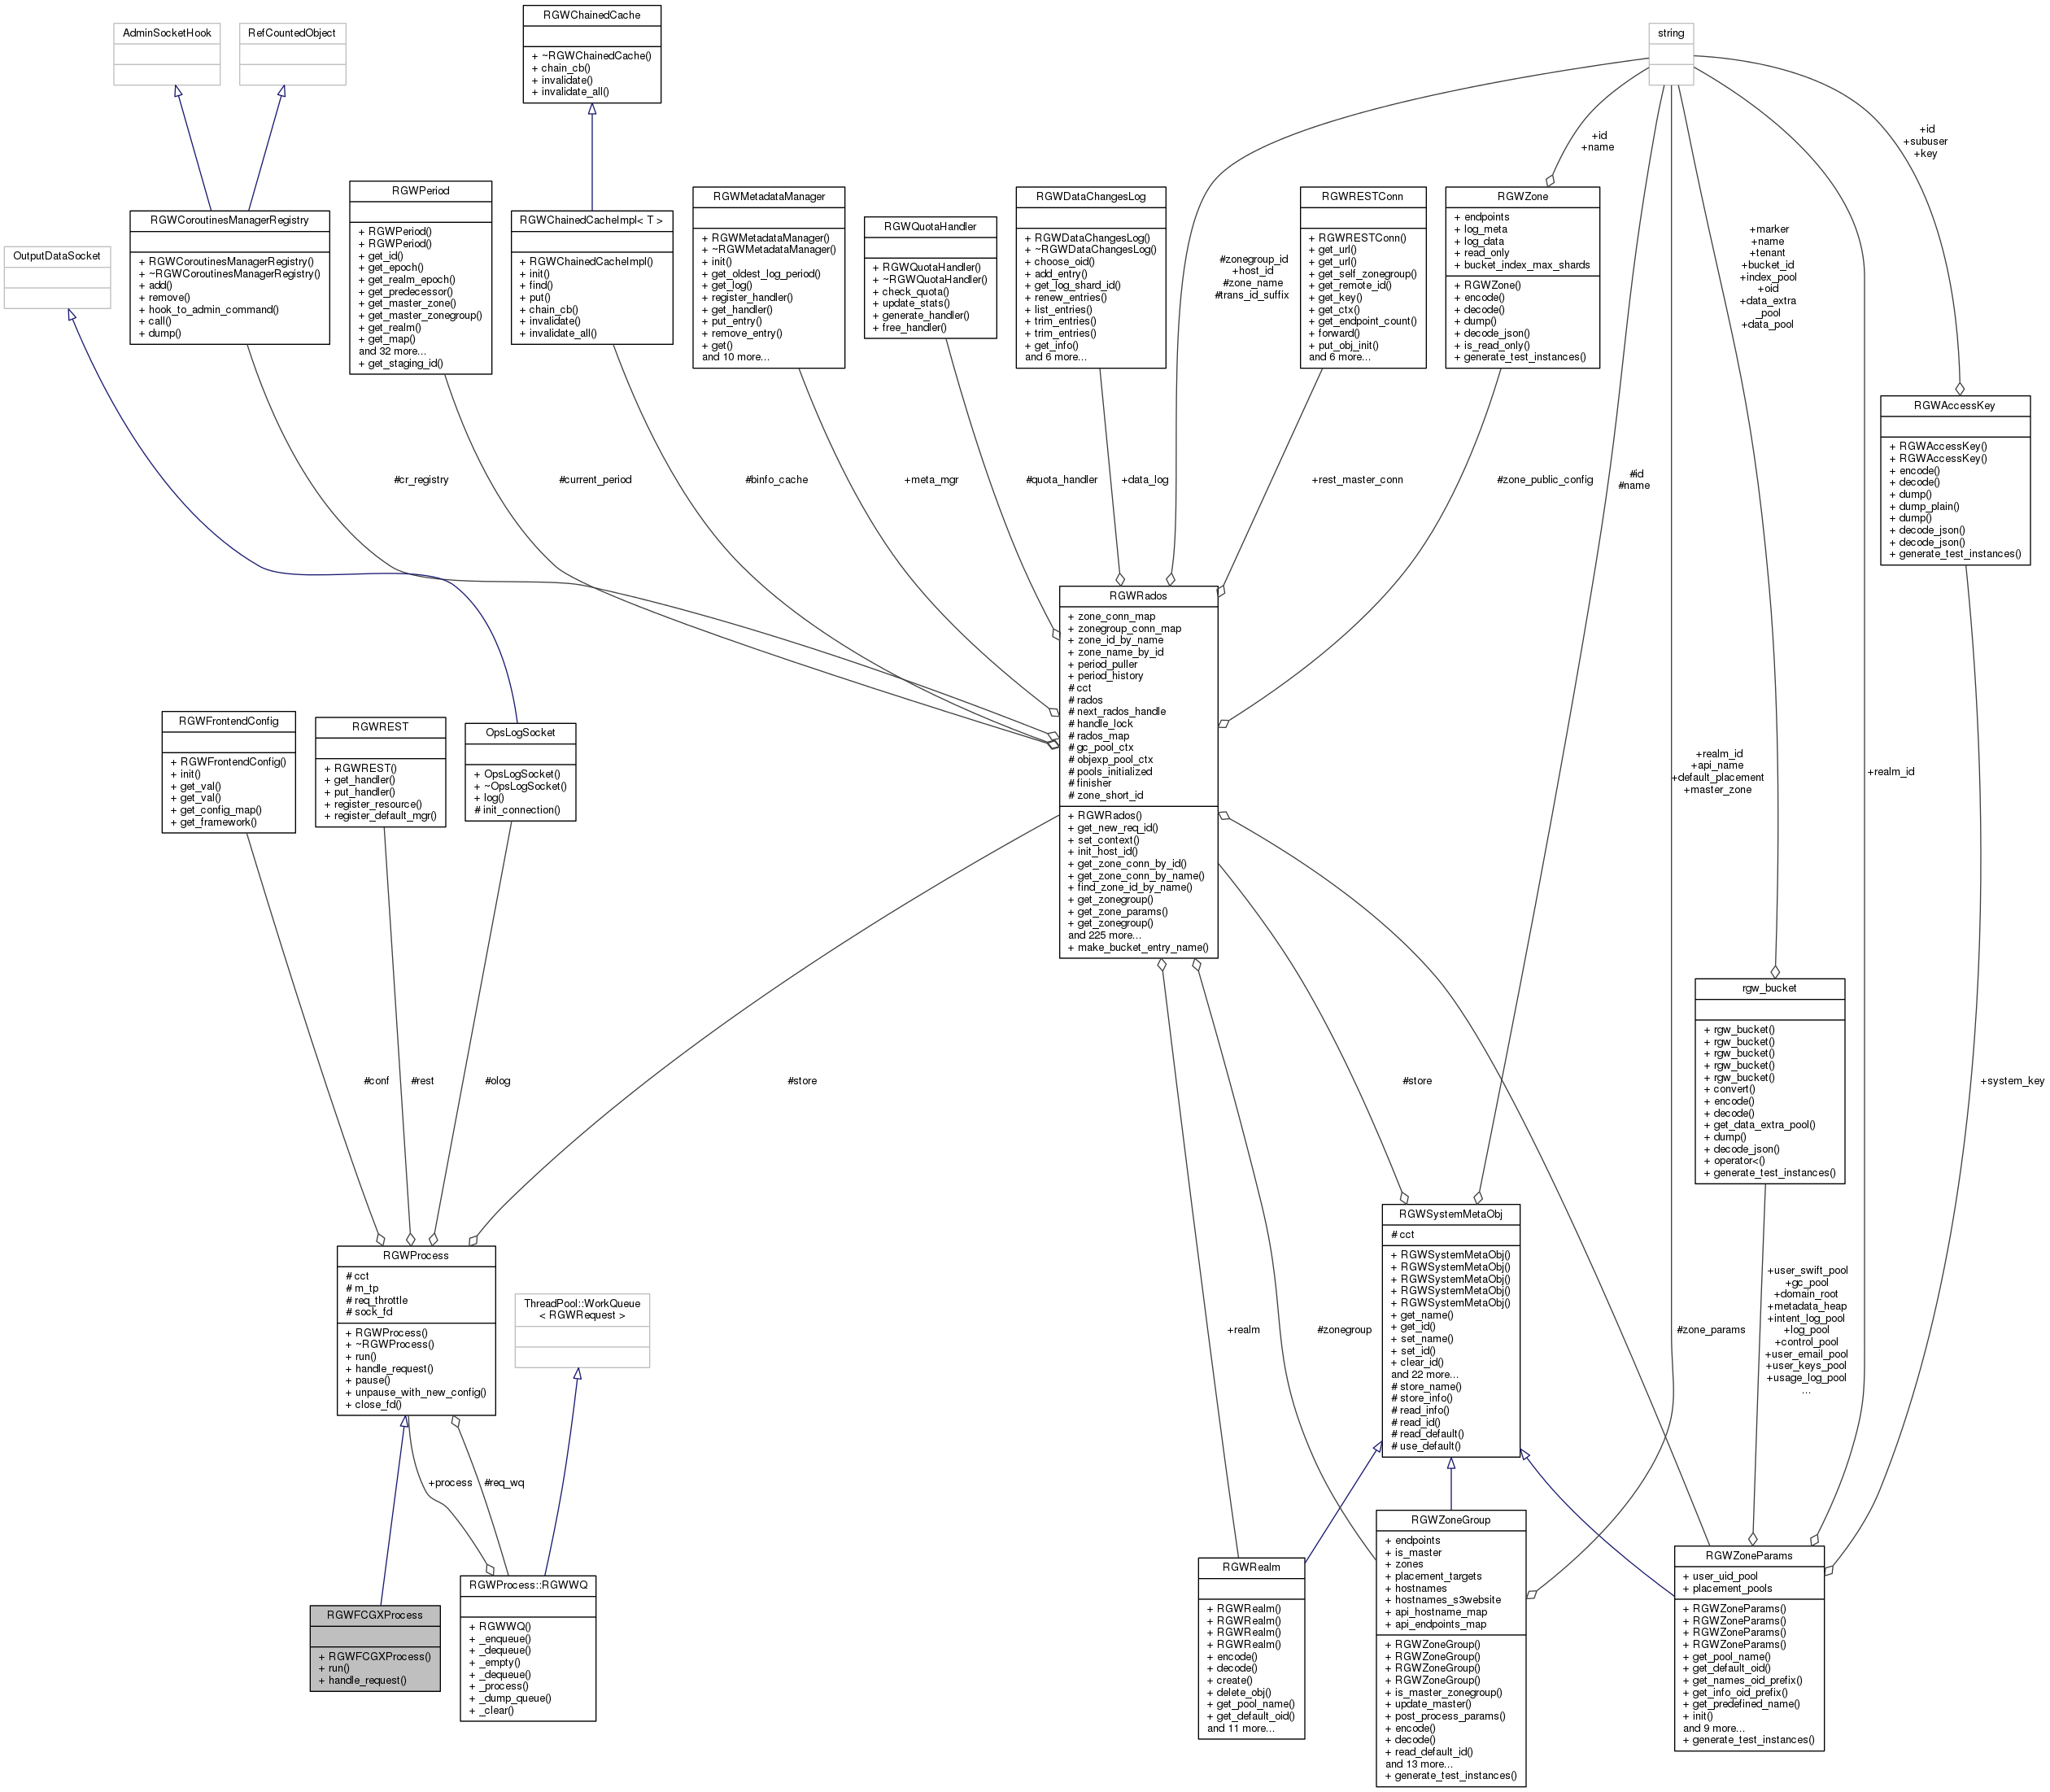 RGWChainedCache
+ ~RGWChainedCache()
+ chain_cb()
+ invalidate()
+ invalidate_all()
AdminSocketHook
RefCountedObject
string
+id
+name
+id
+subuser
+key
RGWPeriod
+ RGWPeriod()
+ RGWPeriod()
+ get_id()
+ get_epoch()
+ get_realm_epoch()
+ get_predecessor()
+ get_master_zone()
+ get_master_zonegroup()
+ get_realm()
+ get_map()
and 32 more...
+ get_staging_id()
RGWMetadataManager
+ RGWMetadataManager()
+ ~RGWMetadataManager()
+ init()
+ get_oldest_log_period()
+ get_log()
+ register_handler()
+ get_handler()
+ put_entry()
+ remove_entry()
+ get()
and 10 more...
RGWDataChangesLog
+ RGWDataChangesLog()
+ ~RGWDataChangesLog()
+ choose_oid()
+ add_entry()
+ get_log_shard_id()
+ renew_entries()
+ list_entries()
+ trim_entries()
+ trim_entries()
+ get_info()
and 6 more...
RGWRESTConn
+ RGWRESTConn()
+ get_url()
+ get_url()
+ get_self_zonegroup()
+ get_remote_id()
+ get_key()
+ get_ctx()
+ get_endpoint_count()
+ forward()
+ put_obj_init()
and 6 more...
RGWZone
+ endpoints
+ log_meta
+ log_data
+ read_only
+ bucket_index_max_shards
+ RGWZone()
+ encode()
+ decode()
+ dump()
+ decode_json()
+ is_read_only()
+ generate_test_instances()
RGWCoroutinesManagerRegistry
+ RGWCoroutinesManagerRegistry()
+ ~RGWCoroutinesManagerRegistry()
+ add()
+ remove()
+ hook_to_admin_command()
+ call()
+ dump()
RGWChainedCacheImpl< T >
+ RGWChainedCacheImpl()
+ init()
+ find()
+ put()
+ chain_cb()
+ invalidate()
+ invalidate_all()
RGWQuotaHandler
+ RGWQuotaHandler()
+ ~RGWQuotaHandler()
+ check_quota()
+ update_stats()
+ generate_handler()
+ free_handler()
OutputDataSocket
#zonegroup_id
+host_id
#zone_name
#trans_id_suffix
+marker
+name
+tenant
+bucket_id
+index_pool
+oid
+data_extra
_pool
+data_pool
RGWAccessKey
+ RGWAccessKey()
+ RGWAccessKey()
+ encode()
+ decode()
+ dump()
+ dump_plain()
+ dump()
+ decode_json()
+ decode_json()
+ generate_test_instances()
#cr_registry
#current_period
#binfo_cache
+meta_mgr
#quota_handler
+data_log
+rest_master_conn
#zone_public_config
#id
#name
RGWRados
+ zone_conn_map
+ zonegroup_conn_map
+ zone_id_by_name
+ zone_name_by_id
+ period_puller
+ period_history
# cct
# rados
# next_rados_handle
# handle_lock
# rados_map
# gc_pool_ctx
# objexp_pool_ctx
# pools_initialized
# finisher
# zone_short_id
+ RGWRados()
+ get_new_req_id()
+ set_context()
+ init_host_id()
+ get_zone_conn_by_id()
+ get_zone_conn_by_name()
+ find_zone_id_by_name()
+ get_zonegroup()
+ get_zone_params()
+ get_zonegroup()
and 225 more...
+ make_bucket_entry_name()
RGWFrontendConfig
+ RGWFrontendConfig()
+ init()
+ get_val()
+ get_val()
+ get_config_map()
+ get_framework()
RGWREST
+ RGWREST()
+ get_handler()
+ put_handler()
+ register_resource()
+ register_default_mgr()
OpsLogSocket
+ OpsLogSocket()
+ ~OpsLogSocket()
+ log()
# init_connection()
+realm_id
+api_name
+default_placement
+master_zone
+realm_id
rgw_bucket
+ rgw_bucket()
+ rgw_bucket()
+ rgw_bucket()
+ rgw_bucket()
+ rgw_bucket()
+ convert()
+ encode()
+ decode()
+ get_data_extra_pool()
+ dump()
+ decode_json()
+ operator<()
+ generate_test_instances()
#conf
#rest
#olog
#store
#store
+system_key
RGWSystemMetaObj
# cct
+ RGWSystemMetaObj()
+ RGWSystemMetaObj()
+ RGWSystemMetaObj()
+ RGWSystemMetaObj()
+ RGWSystemMetaObj()
+ get_name()
+ get_id()
+ set_name()
+ set_id()
+ clear_id()
and 22 more...
# store_name()
# store_info()
# read_info()
# read_id()
# read_default()
# use_default()
RGWProcess
# cct
# m_tp
# req_throttle
# sock_fd
+ RGWProcess()
+ ~RGWProcess()
+ run()
+ handle_request()
+ pause()
+ unpause_with_new_config()
+ close_fd()
ThreadPool::WorkQueue
< RGWRequest >
+realm
#zonegroup
#zone_params
+user_swift_pool
+gc_pool
+domain_root
+metadata_heap
+intent_log_pool
+log_pool
+control_pool
+user_email_pool
+user_keys_pool
+usage_log_pool
...
+process
#req_wq
RGWFCGXProcess
+ RGWFCGXProcess()
+ run()
+ handle_request()
RGWProcess::RGWWQ
+ RGWWQ()
+ _enqueue()
+ _dequeue()
+ _empty()
+ _dequeue()
+ _process()
+ _dump_queue()
+ _clear()
RGWRealm
+ RGWRealm()
+ RGWRealm()
+ RGWRealm()
+ RGWRealm()
+ encode()
+ decode()
+ create()
+ delete_obj()
+ get_pool_name()
+ get_default_oid()
and 11 more...
RGWZoneGroup
+ endpoints
+ is_master
+ zones
+ placement_targets
+ hostnames
+ hostnames_s3website
+ api_hostname_map
+ api_endpoints_map
+ RGWZoneGroup()
+ RGWZoneGroup()
+ RGWZoneGroup()
+ RGWZoneGroup()
+ is_master_zonegroup()
+ update_master()
+ post_process_params()
+ encode()
+ decode()
+ read_default_id()
and 13 more...
+ generate_test_instances()
RGWZoneParams
+ user_uid_pool
+ placement_pools
+ RGWZoneParams()
+ RGWZoneParams()
+ RGWZoneParams()
+ RGWZoneParams()
+ get_pool_name()
+ get_default_oid()
+ get_names_oid_prefix()
+ get_info_oid_prefix()
+ get_predefined_name()
+ init()
and 9 more...
+ generate_test_instances()